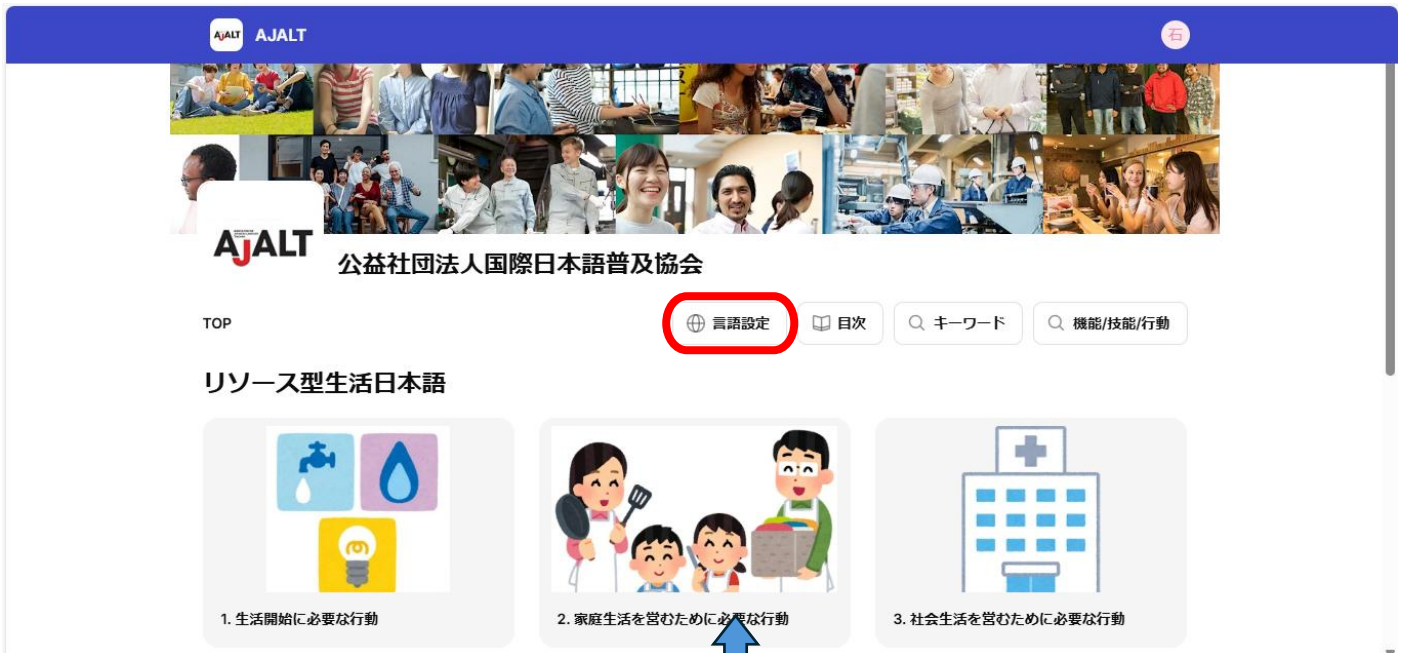 AJALT AJALT
石
AJALT
公益社団法人国際日本語普及協会
TOP
言語設定
目次
キーワード
機能/技能/行動
リソース型生活日本語
1. 生活開始に必要な行動
2. 家庭生活を営むために必要な行動
3. 社会生活を営むために必要な行動